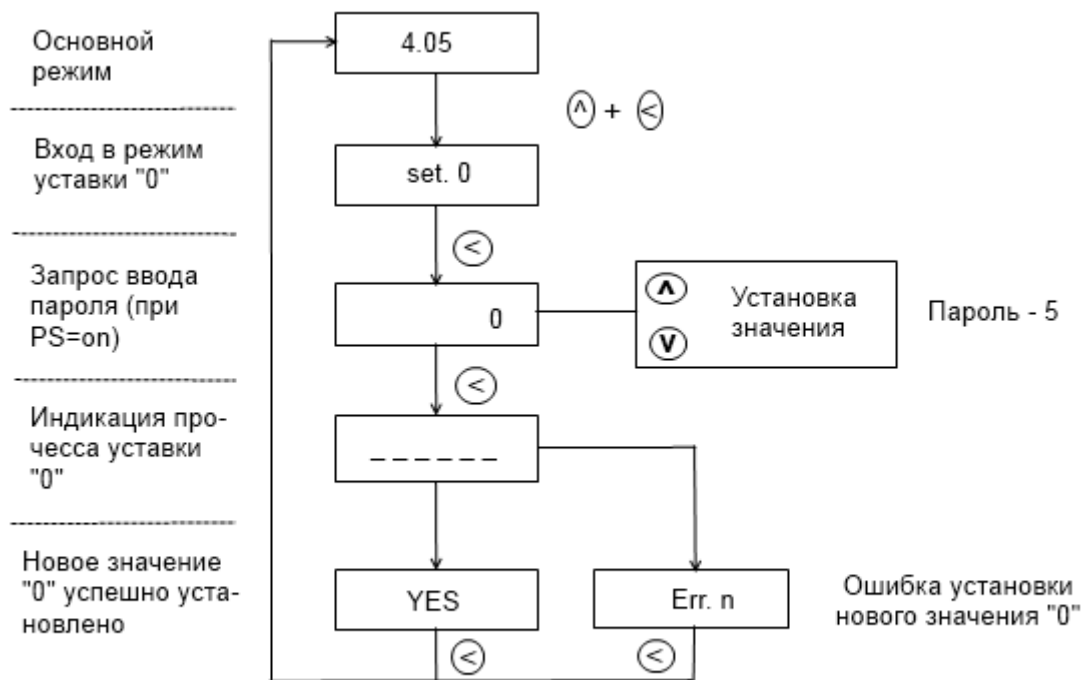 Основной
режим
4.05
^ + <
Вход в режим
уставки "0"
set. 0
<
Запрос ввода
пароля (при
PS=on)
0
^
v
Установка
значения
Пароль - 5
<
Индикация про-
чесса уставки
"0"
_ _ _ _ _ _
Новое значение
"0" успешно уста-
новлено
YES
Err. n
Ошибка установки
нового значения "0"
<
<